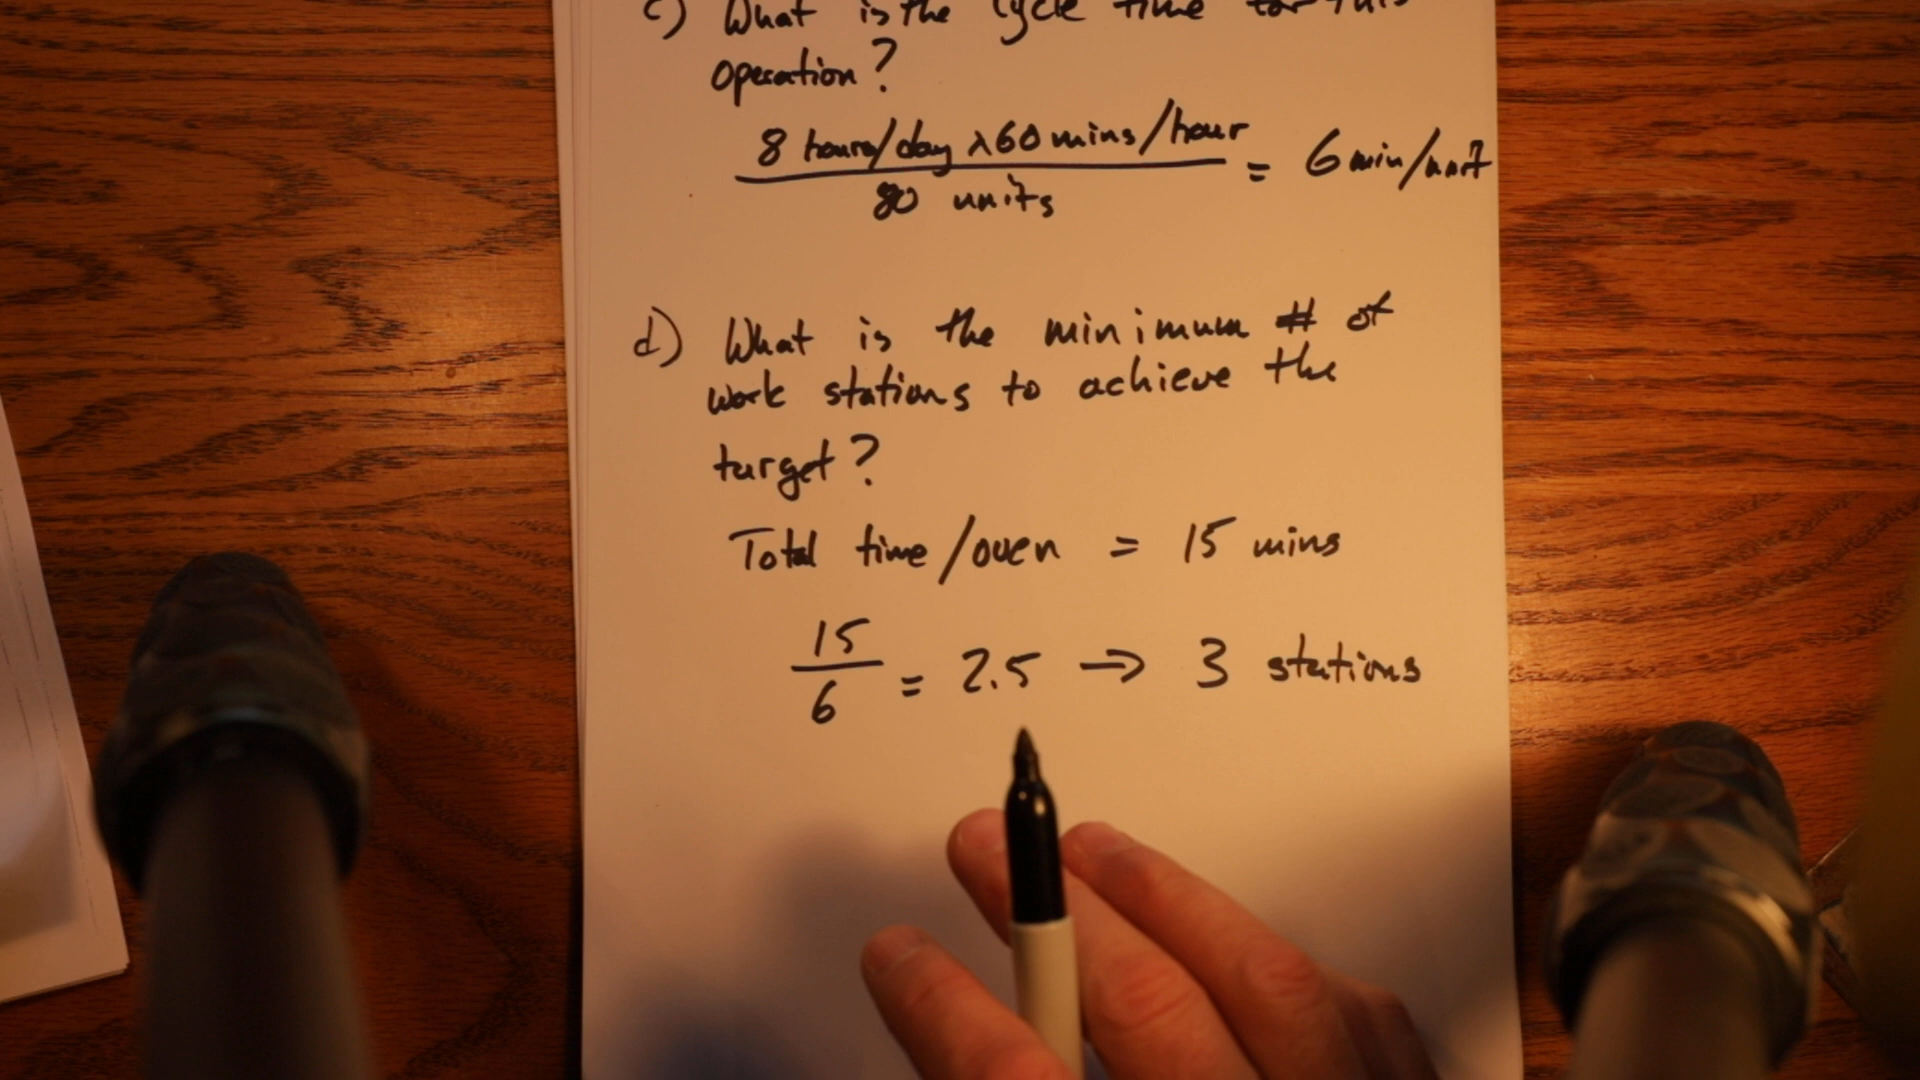 c) What is the Cycle time for this
operation?
8 hours/day x 60 mins/hour
80 units
= 6 min/unit
d) What is the minimum # of
work stations to achieve the
target?
Total time/oven = 15 mins
15
6
= 2.5 → 3 stations